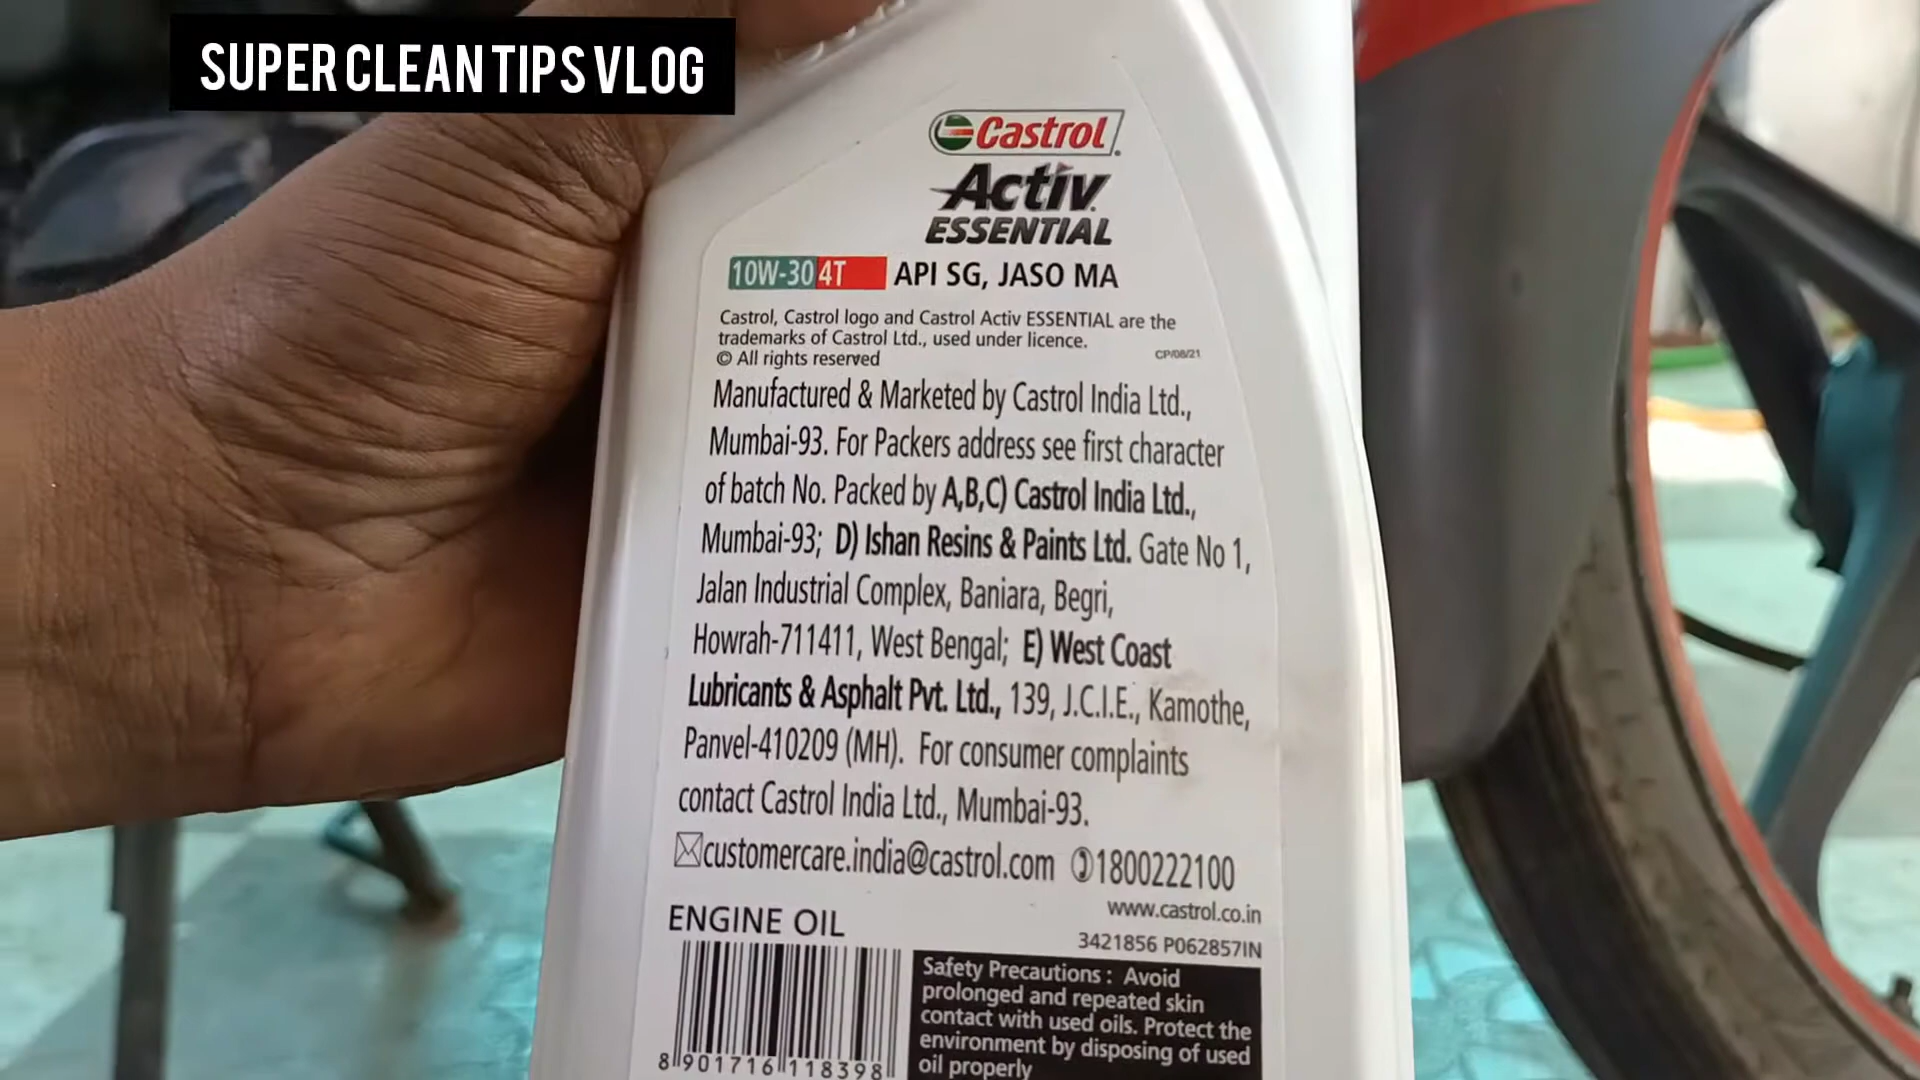 SUPER CLEAN TIPS VLOG
Castrol
Activ
ESSENTIAL
10W-30 4T API SG, JASO MA
Castrol, Castrol logo and Castrol Activ ESSENTIAL are the
trademarks of Castrol Ltd., used under licence.
© All rights reserved CP/08/21
Manufactured & Marketed by Castrol India Ltd.,
Mumbai-93. For Packers address see first character
of batch No. Packed by A,B,C) Castrol India Ltd.,
Mumbai-93; D) Ishan Resins & Paints Ltd. Gate No 1,
Jalan Industrial Complex, Baniara, Begri,
Howrah-711411, West Bengal; E) West Coast
Lubricants & Asphalt Pvt. Ltd., 139, J.C.I.E., Kamothe,
Panvel-410209 (MH). For consumer complaints
contact Castrol India Ltd., Mumbai-93.
customercare.india@castrol.com 1800222100
www.castrol.co.in
ENGINE OIL
3421856 P062857IN
Safety Precautions : Avoid
prolonged and repeated skin
contact with used oils. Protect the
environment by disposing of used
oil properly
8 901716 118398